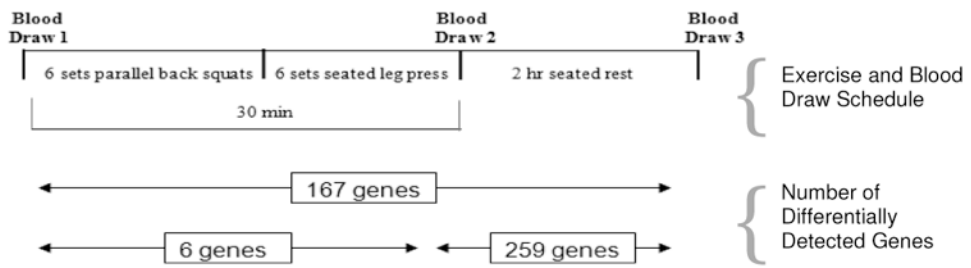 Blood
Draw 1
Blood
Draw 2
Blood
Draw 3
6 sets parallel back squats
6 sets seated leg press
2 hr seated rest
30 min
Exercise and Blood
Draw Schedule
167 genes
6 genes
259 genes
Number of
Differentially
Detected Genes